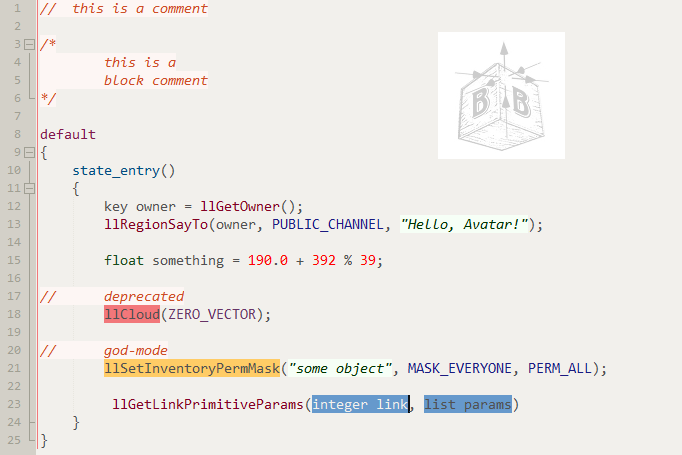 1 // this is a comment
2
3 /*
4 this is a
5 block comment
6 */
7
8 default
9 {
10 state_entry()
11 {
12 key owner = llGetOwner();
13 llRegionSayTo(owner, PUBLIC_CHANNEL, "Hello, Avatar!");
14
15 float something = 190.0 + 392 % 39;
16
17 // deprecated
18 llCloud(ZERO_VECTOR);
19
20 // god-mode
21 llSetInventoryPermMask("some object", MASK_EVERYONE, PERM_ALL);
22
23 llGetLinkPrimitiveParams(integer link, list params)
24 }
25 }
B B